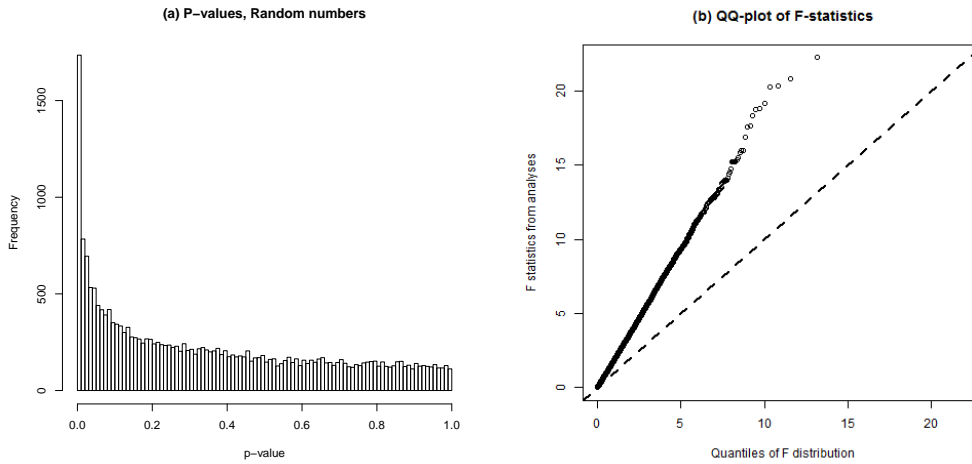 (a) P−values, Random numbers
Frequency
1500
1000
500
0
0.0 0.2 0.4 0.6 0.8 1.0
p−value
(b) QQ-plot of F-statistics
F statistics from analyses
20
15
10
5
0
0 5 10 15 20
Quantiles of F distribution